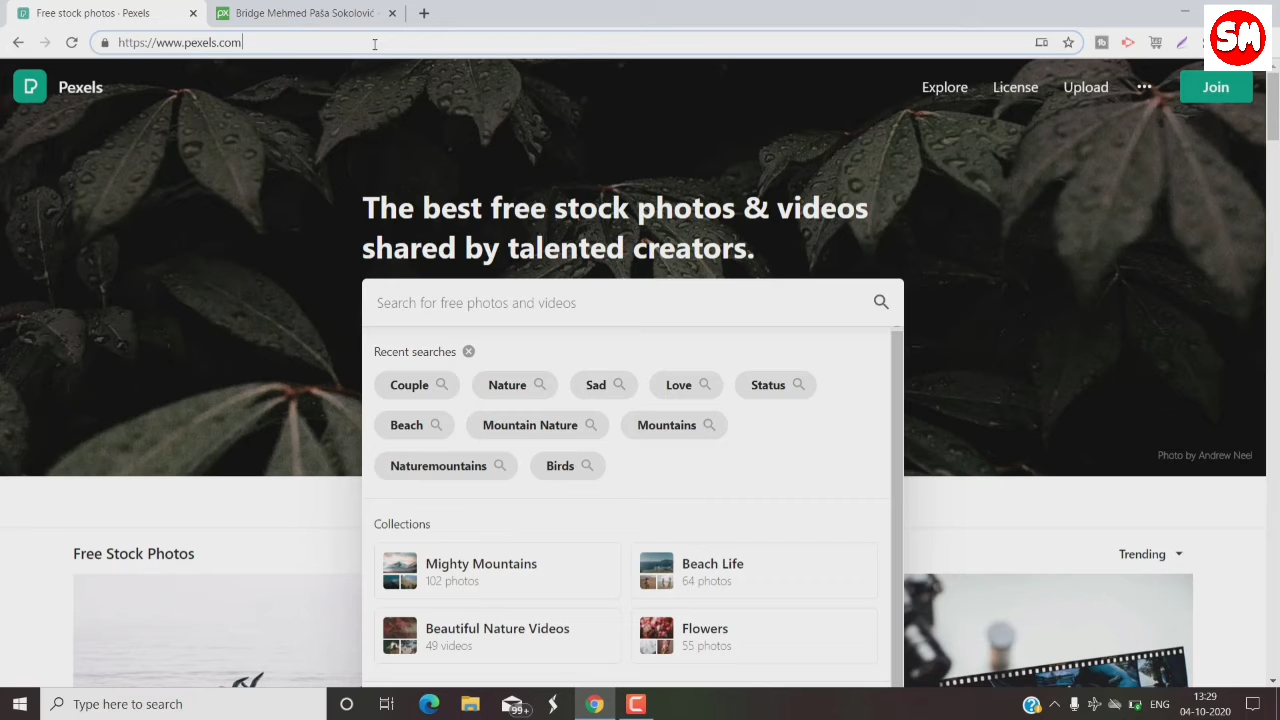 Free stock photos · Pexels
Bridge Mehmed Paša Sokolović
https://www.pexels.com
SM
Pexels
Explore
License
Upload
Join
The best free stock photos & videos
shared by talented creators.
Search for free photos and videos
Recent searches
Couple
Nature
Sad
Love
Status
Beach
Mountain Nature
Mountains
Naturemountains
Birds
Photo by Andrew Neel
Collections
Mighty Mountains
102 photos
Beach Life
64 photos
Beautiful Nature Videos
49 videos
Flowers
55 photos
Free Stock Photos
Trending
Type here to search
99+
ENG
13:29
04-10-2020